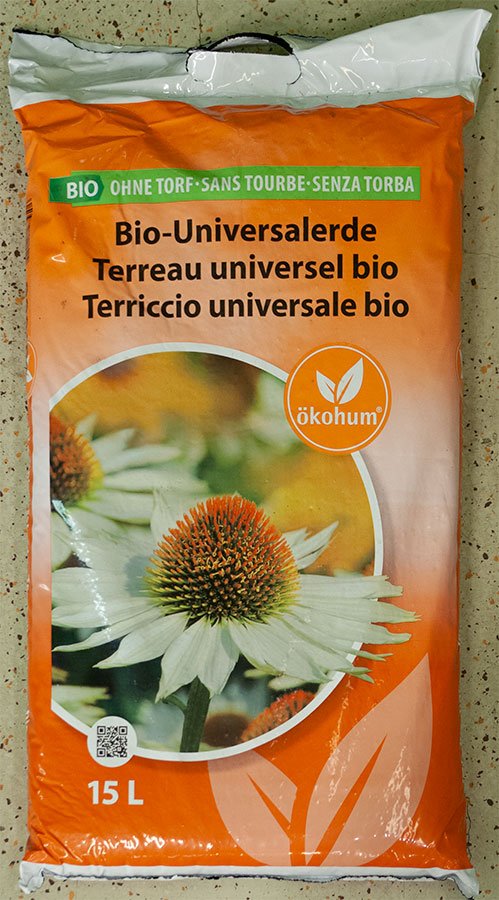 BIO OHNE TORF · SANS TOURBE · SENZA TORBA
Bio-Universalerde
Terreau universel bio
Terriccio universale bio
ökohum®
15 L